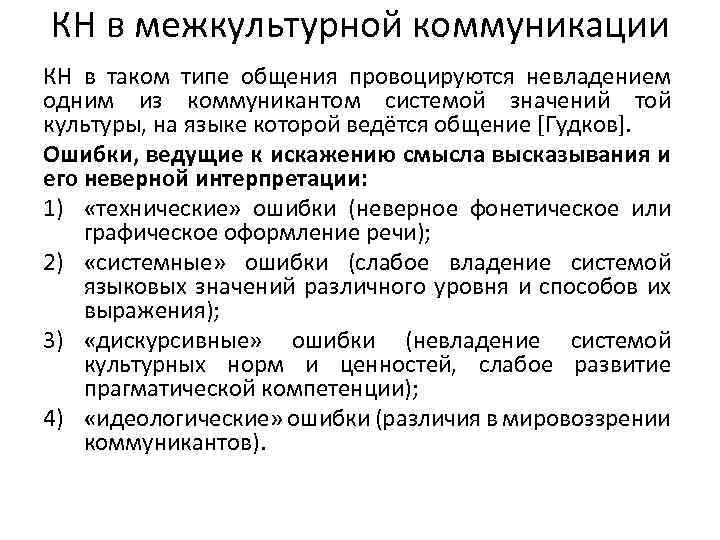 КН в межкультурной коммуникации
КН в таком типе общения провоцируются невладением
одним из коммуникантом системой значений той
культуры, на языке которой ведётся общение [Гудков].
Ошибки, ведущие к искажению смысла высказывания и
его неверной интерпретации:
1) «технические» ошибки (неверное фонетическое или
графическое оформление речи);
2) «системные» ошибки (слабое владение системой
языковых значений различного уровня и способов их
выражения);
3) «дискурсивные» ошибки (невладение системой
культурных норм и ценностей, слабое развитие
прагматической компетенции);
4) «идеологические» ошибки (различия в мировоззрении
коммуникантов).